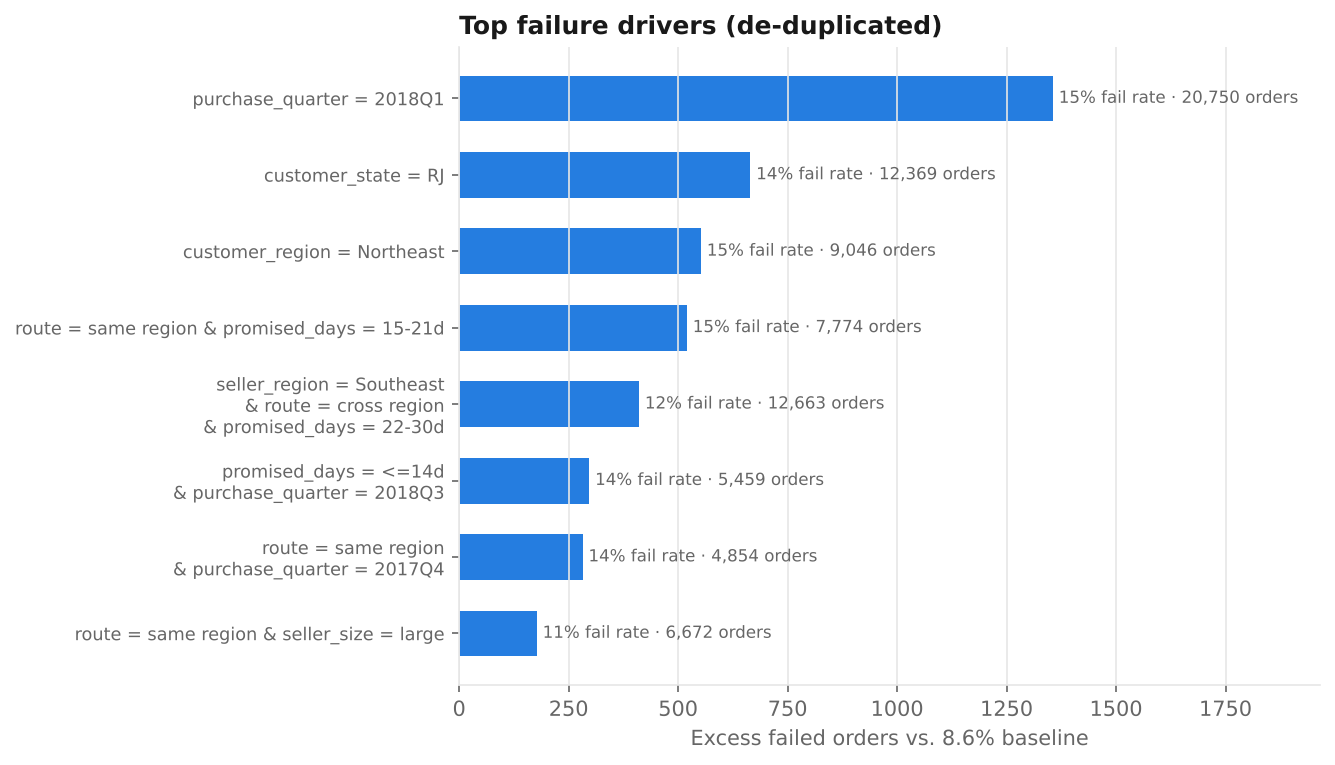 Top failure drivers (de-duplicated)
purchase_quarter = 2018Q1
15% fail rate · 20,750 orders
customer_state = RJ
14% fail rate · 12,369 orders
customer_region = Northeast
15% fail rate · 9,046 orders
route = same region & promised_days = 15-21d
15% fail rate · 7,774 orders
seller_region = Southeast
& route = cross region
& promised_days = 22-30d
12% fail rate · 12,663 orders
promised_days = <=14d
& purchase_quarter = 2018Q3
14% fail rate · 5,459 orders
route = same region
& purchase_quarter = 2017Q4
14% fail rate · 4,854 orders
route = same region & seller_size = large
11% fail rate · 6,672 orders
0 250 500 750 1000 1250 1500 1750
Excess failed orders vs. 8.6% baseline